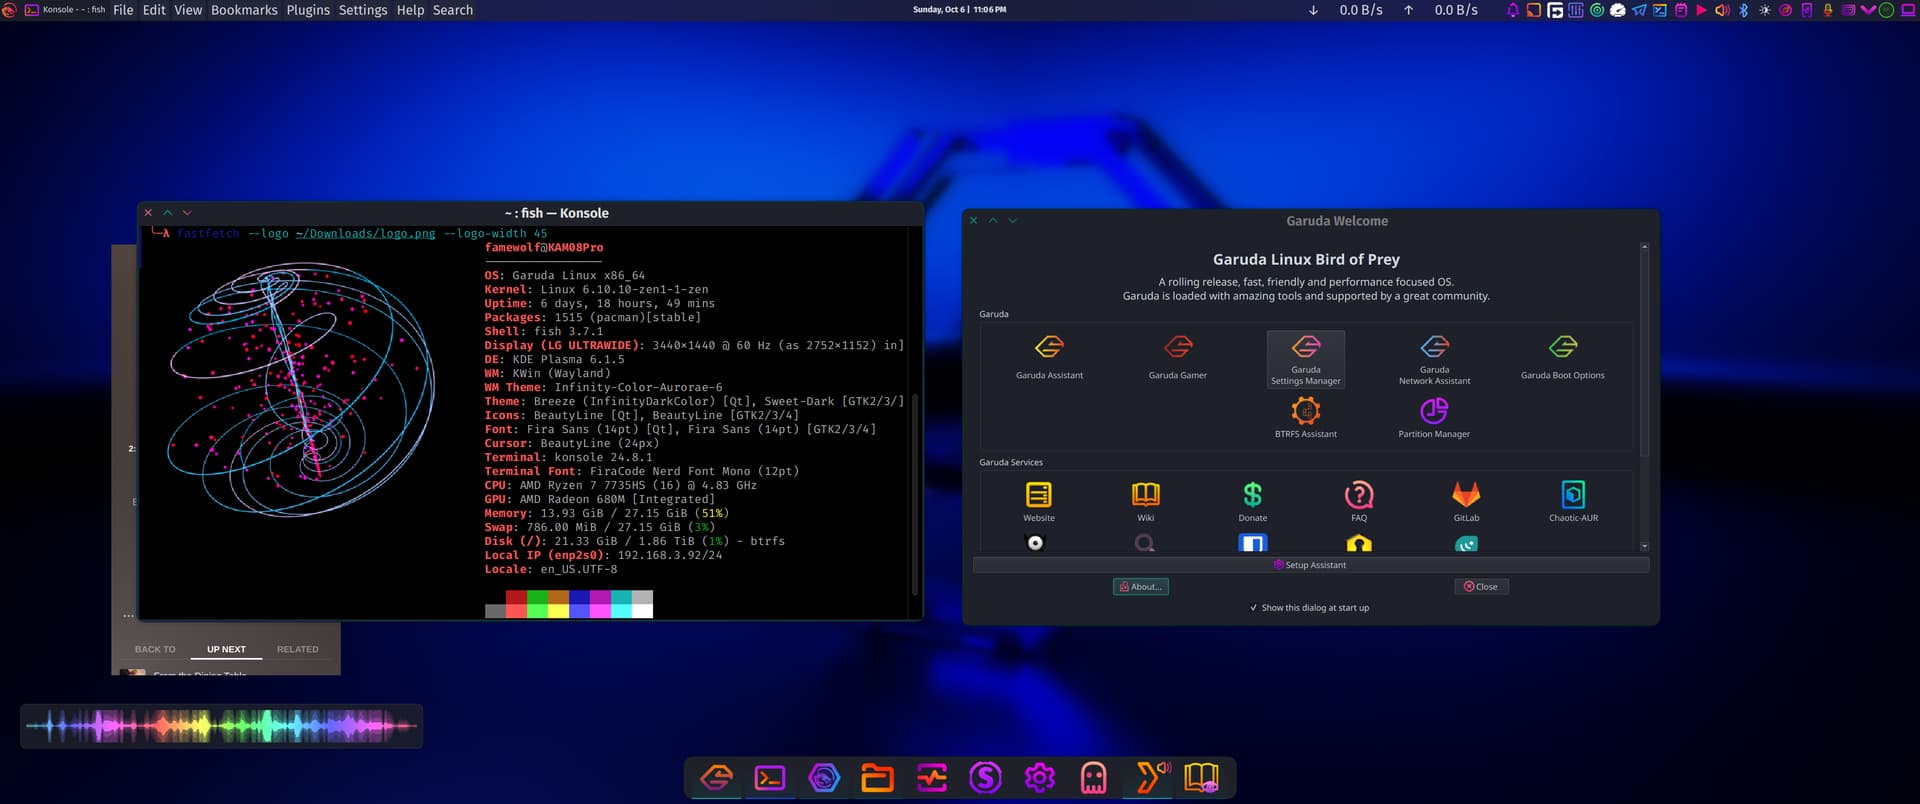 Konsole - ~ : fish File Edit View Bookmarks Plugins Settings Help Search
Sunday, Oct 6 | 11:06 PM
↓ 0.0 B/s ↑ 0.0 B/s
~ : fish — Konsole
λ fastfetch --logo ~/Downloads/logo.png --logo-width 45
famewolf@KAM08Pro
OS: Garuda Linux x86_64
Kernel: Linux 6.10.10-zen1-1-zen
Uptime: 6 days, 18 hours, 49 mins
Packages: 1515 (pacman)[stable]
Shell: fish 3.7.1
Display (LG ULTRAWIDE): 3440×1440 @ 60 Hz (as 2752×1152) in]
DE: KDE Plasma 6.1.5
WM: KWin (Wayland)
WM Theme: Infinity-Color-Aurorae-6
Theme: Breeze (InfinityDarkColor) [Qt], Sweet-Dark [GTK2/3/]
Icons: BeautyLine [Qt], BeautyLine [GTK2/3/4]
Font: Fira Sans (14pt) [Qt], Fira Sans (14pt) [GTK2/3/4]
Cursor: BeautyLine (24px)
Terminal: konsole 24.8.1
Terminal Font: FiraCode Nerd Font Mono (12pt)
CPU: AMD Ryzen 7 7735HS (16) @ 4.83 GHz
GPU: AMD Radeon 680M [Integrated]
Memory: 13.93 GiB / 27.15 GiB (51%)
Swap: 786.00 MiB / 27.15 GiB (3%)
Disk (/): 21.33 GiB / 1.86 TiB (1%) - btrfs
Local IP (enp2s0): 192.168.3.92/24
Locale: en_US.UTF-8
2:
...
BACK TO UP NEXT RELATED
From the Dining Table
Garuda Welcome
Garuda Linux Bird of Prey
A rolling release, fast, friendly and performance focused OS.
Garuda is loaded with amazing tools and supported by a great community.
Garuda
Garuda Assistant
Garuda Gamer
Garuda
Settings Manager
Garuda
Network Assistant
Garuda Boot Options
BTRFS Assistant
Partition Manager
Garuda Services
Website
Wiki
Donate
FAQ
GitLab
Chaotic-AUR
Setup Assistant
About...
Close
Show this dialog at start up